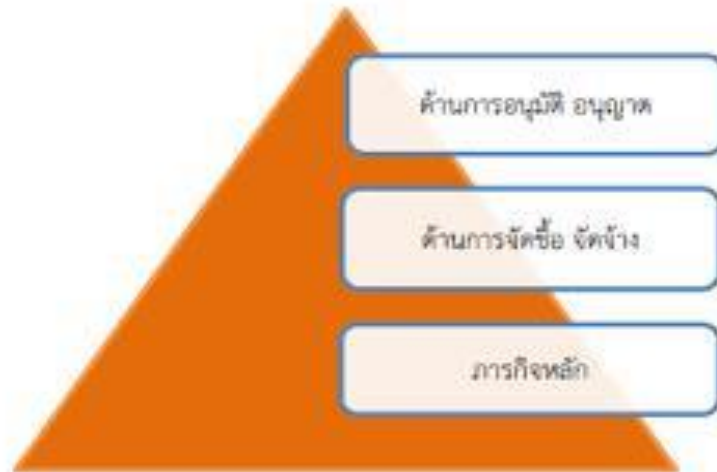 ด้านการอนุมัติ อนุญาต
ด้านการจัดซื้อ จัดจ้าง
ภารกิจหลัก